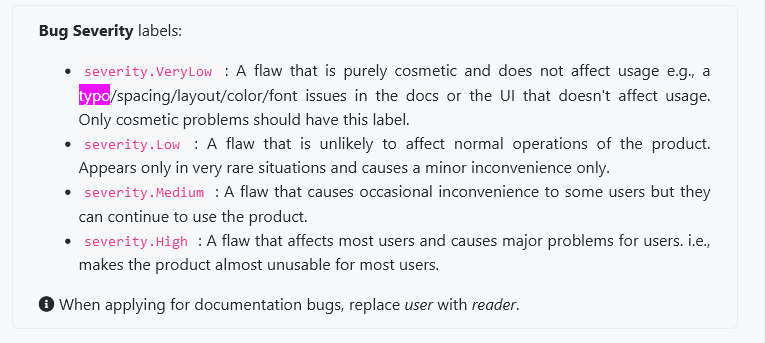 Bug Severity labels:
severity.VeryLow : A flaw that is purely cosmetic and does not affect usage e.g., a
typo/spacing/layout/color/font issues in the docs or the UI that doesn't affect usage.
Only cosmetic problems should have this label.
severity.Low : A flaw that is unlikely to affect normal operations of the product.
Appears only in very rare situations and causes a minor inconvenience only.
severity.Medium : A flaw that causes occasional inconvenience to some users but they
can continue to use the product.
severity.High : A flaw that affects most users and causes major problems for users. i.e.,
makes the product almost unusable for most users.
When applying for documentation bugs, replace user with reader.